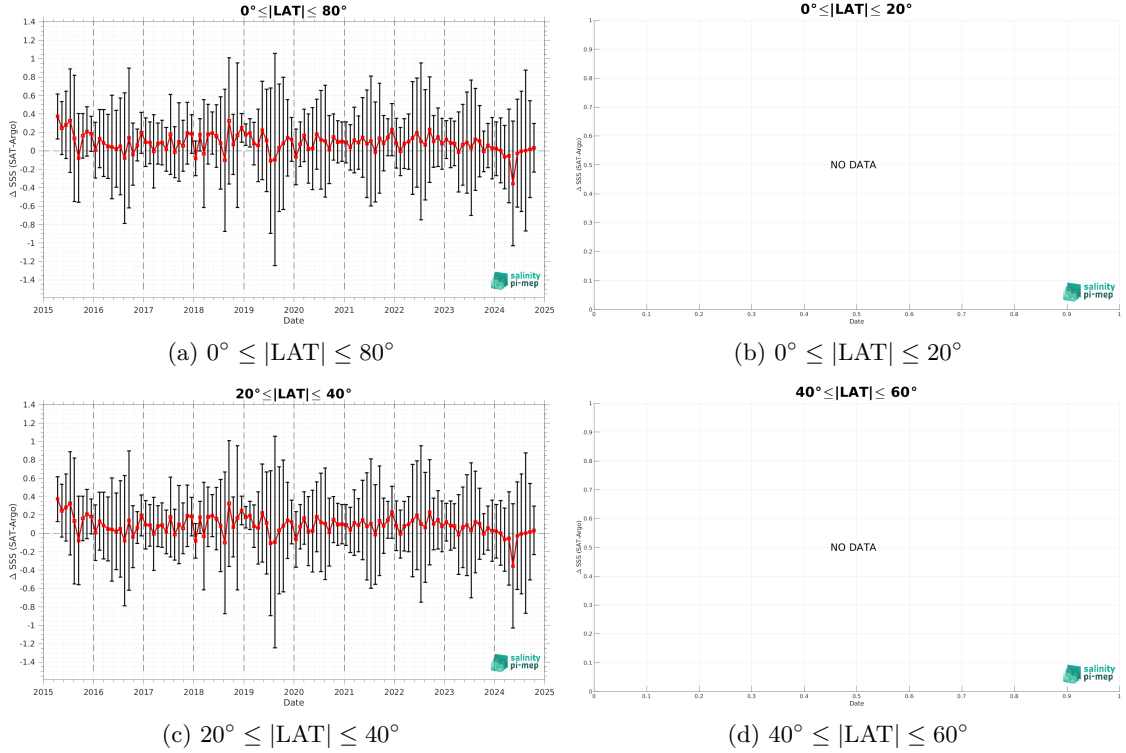 0°≤|LAT|≤ 80°
1.4
1.2
1
0.8
0.6
0.4
0.2
0
-0.2
-0.4
-0.6
-0.8
-1
-1.2
-1.4
Δ SSS (SAT-Argo)
salinity
pi-mep
2015 2016 2017 2018 2019 2020 2021 2022 2023 2024 2025
Date
(a) 0° ≤ |LAT| ≤ 80°
0°≤|LAT|≤ 20°
1
0.9
0.8
0.7
0.6
0.5
0.4
0.3
0.2
0.1
0
Δ SSS (SAT-Argo)
NO DATA
salinity
pi-mep
0 0.1 0.2 0.3 0.4 0.5 0.6 0.7 0.8 0.9 1
Date
(b) 0° ≤ |LAT| ≤ 20°
20°≤|LAT|≤ 40°
1.4
1.2
1
0.8
0.6
0.4
0.2
0
-0.2
-0.4
-0.6
-0.8
-1
-1.2
-1.4
Δ SSS (SAT-Argo)
salinity
pi-mep
2015 2016 2017 2018 2019 2020 2021 2022 2023 2024 2025
Date
(c) 20° ≤ |LAT| ≤ 40°
40°≤|LAT|≤ 60°
1
0.9
0.8
0.7
0.6
0.5
0.4
0.3
0.2
0.1
0
Δ SSS (SAT-Argo)
NO DATA
salinity
pi-mep
0 0.1 0.2 0.3 0.4 0.5 0.6 0.7 0.8 0.9 1
Date
(d) 40° ≤ |LAT| ≤ 60°